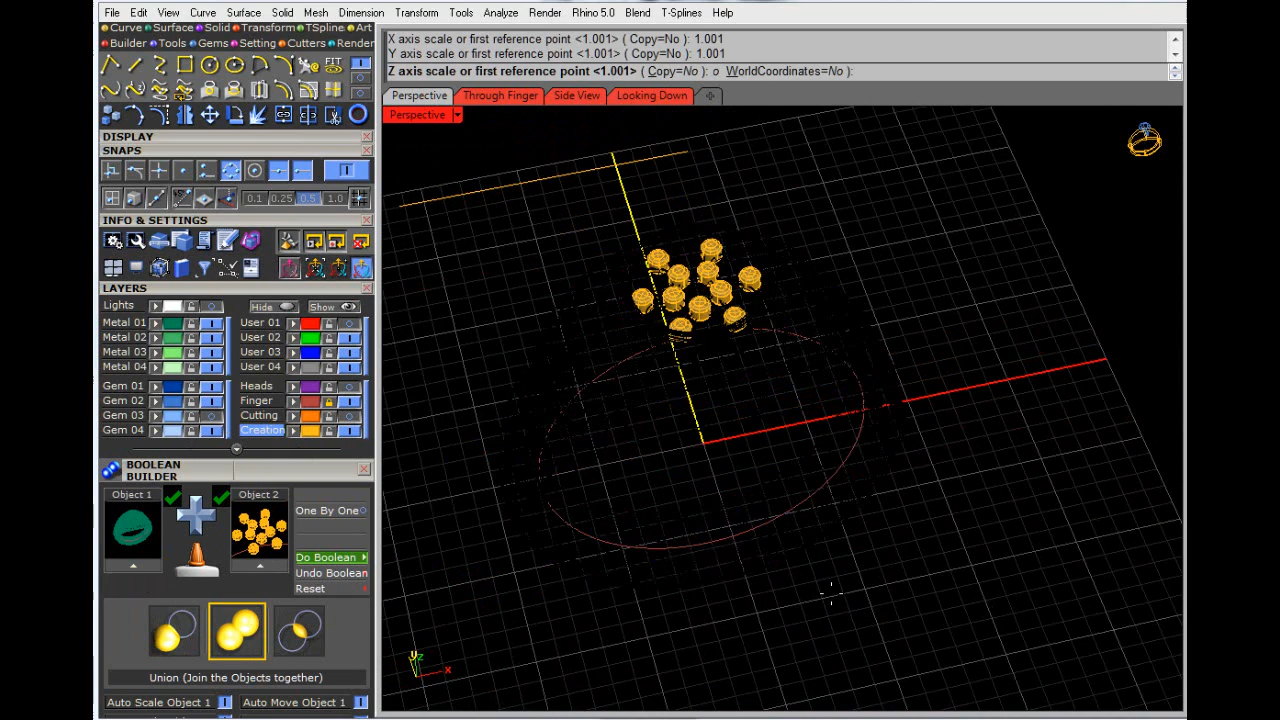 File Edit View Curve Surface Solid Mesh Dimension Transform Tools Analyze Render Rhino 5.0 Blend T-Splines Help
Curve Surface Solid Transform TSpline Art
Builder Tools Gems Setting Cutters Render
X axis scale or first reference point <1.001> ( Copy=No ): 1.001
Y axis scale or first reference point <1.001> ( Copy=No ): 1.001
Z axis scale or first reference point <1.001> ( Copy=No ): o WorldCoordinates=No ):
Perspective Through Finger Side View Looking Down
Perspective
FIT
DISPLAY
SNAPS
0.1 0.25 0.5 1.0
INFO & SETTINGS
LAYERS
Lights Hide Show
Metal 01 User 01
Metal 02 User 02
Metal 03 User 03
Metal 04 User 04
Gem 01 Heads
Gem 02 Finger
Gem 03 Cutting
Gem 04 Creation
BOOLEAN
BUILDER
Object 1 Object 2
One By One
Do Boolean
Undo Boolean
Reset
Union (Join the Objects together)
Auto Scale Object 1 Auto Move Object 1
y z x